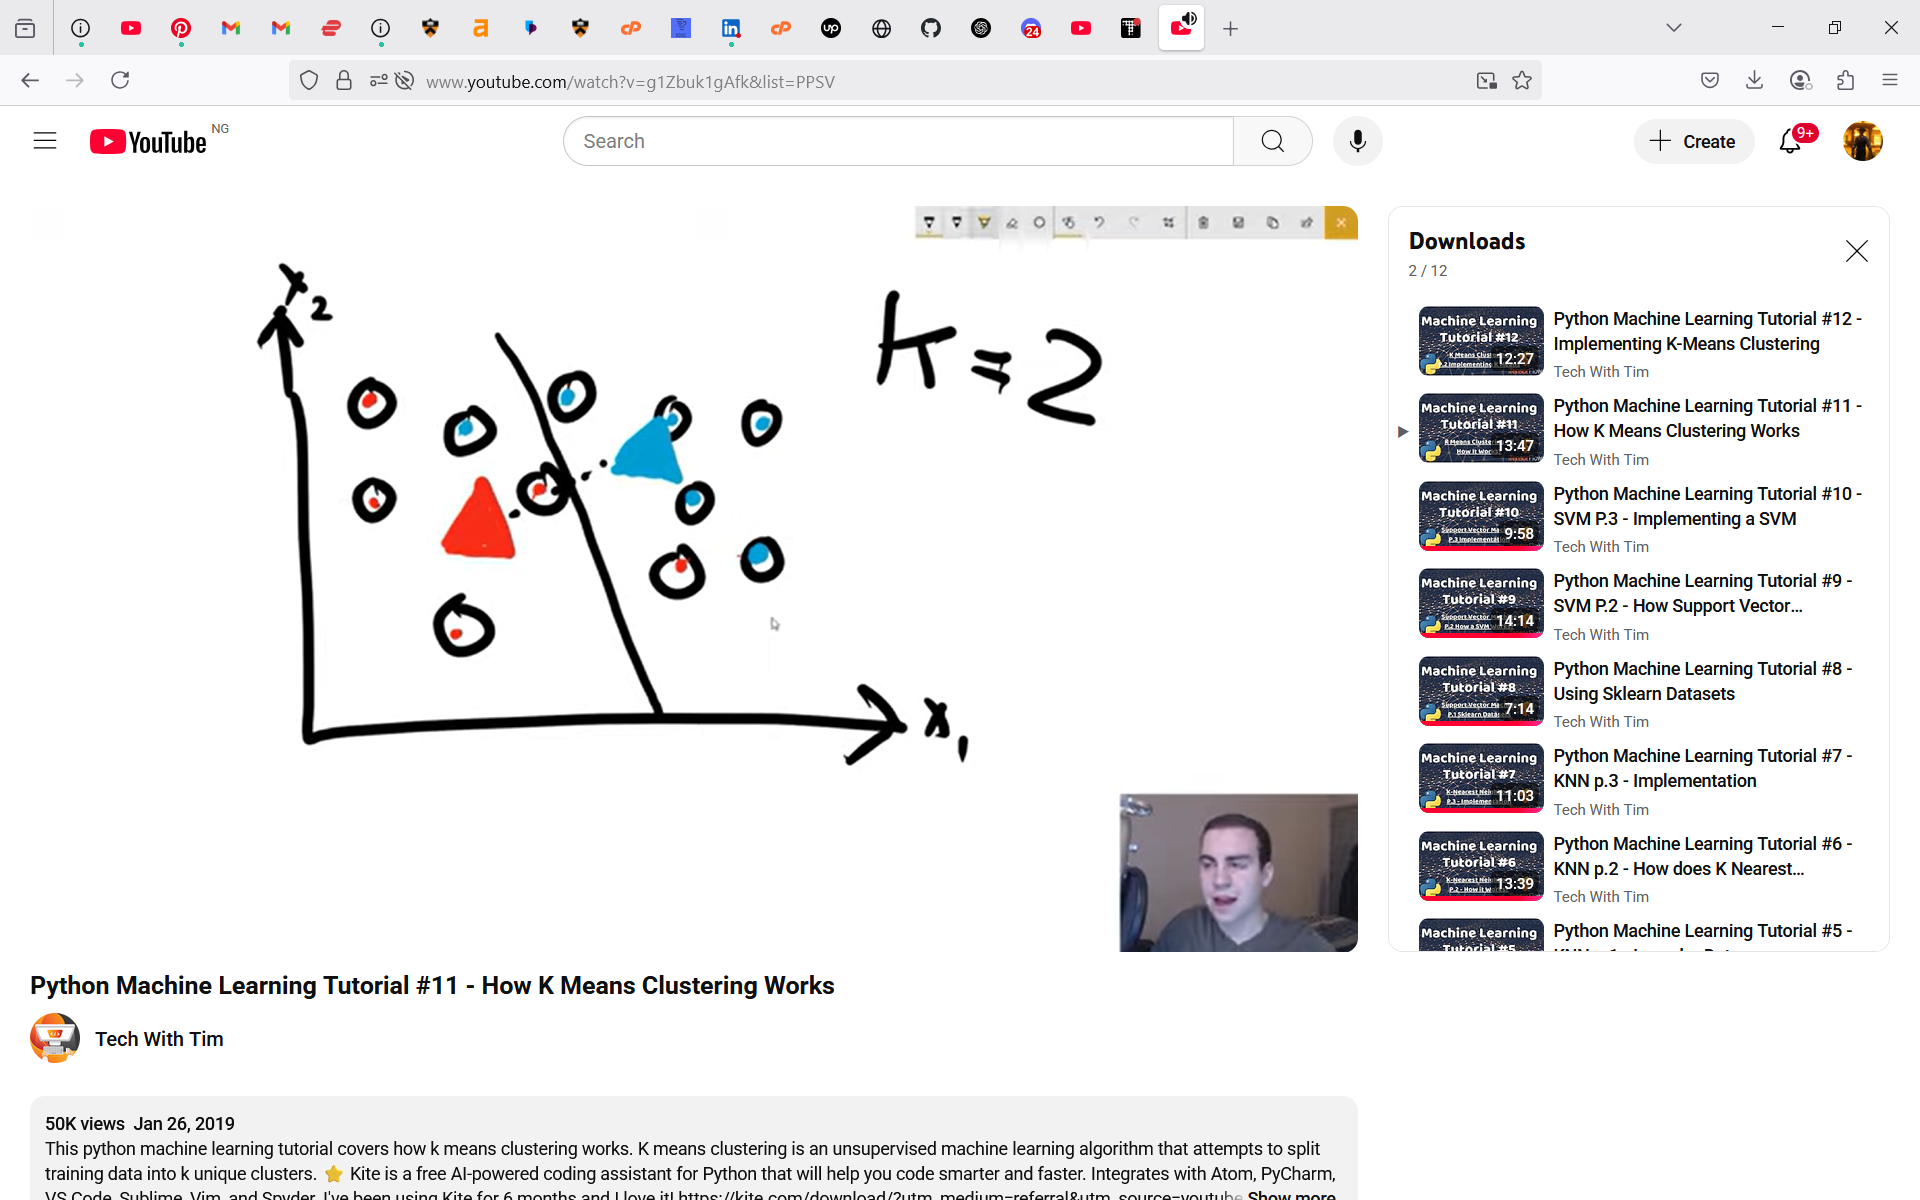 www.youtube.com/watch?v=g1Zbuk1gAfk&list=PPSV
YouTube NG
Search
Create
9+
24
x2
K=2
x1
Downloads
2 / 12
Machine Learning
Tutorial #12
12:27
Python Machine Learning Tutorial #12 -
Implementing K-Means Clustering
Tech With Tim
Machine Learning
Tutorial #11
13:47
Python Machine Learning Tutorial #11 -
How K Means Clustering Works
Tech With Tim
Machine Learning
Tutorial #10
9:58
Python Machine Learning Tutorial #10 -
SVM P.3 - Implementing a SVM
Tech With Tim
Machine Learning
Tutorial #9
14:14
Python Machine Learning Tutorial #9 -
SVM P.2 - How Support Vector...
Tech With Tim
Machine Learning
Tutorial #8
7:14
Python Machine Learning Tutorial #8 -
Using Sklearn Datasets
Tech With Tim
Machine Learning
Tutorial #7
11:03
Python Machine Learning Tutorial #7 -
KNN p.3 - Implementation
Tech With Tim
Machine Learning
Tutorial #6
13:39
Python Machine Learning Tutorial #6 -
KNN p.2 - How does K Nearest...
Tech With Tim
Machine Learning
Python Machine Learning Tutorial #5 -
Python Machine Learning Tutorial #11 - How K Means Clustering Works
Tech With Tim
50K views Jan 26, 2019
This python machine learning tutorial covers how k means clustering works. K means clustering is an unsupervised machine learning algorithm that attempts to split
training data into k unique clusters. ⭐ Kite is a free AI-powered coding assistant for Python that will help you code smarter and faster. Integrates with Atom, PyCharm,
VS Code, Sublime, Vim, and Spyder. I've been using Kite for 6 months and I love it! https://kite.com/download/?utm_medium=referral&utm_source=youtube Show more